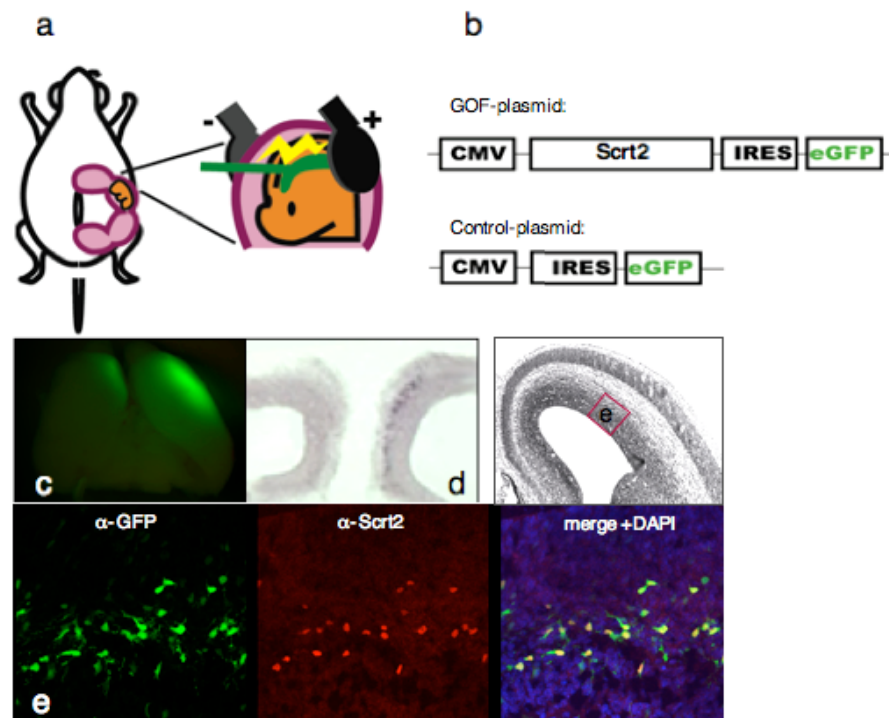 a
b
- +
GOF-plasmid:
CMV Scrt2 IRES eGFP
Control-plasmid:
CMV IRES eGFP
c d e
α-GFP α-Scrt2 merge +DAPI
e